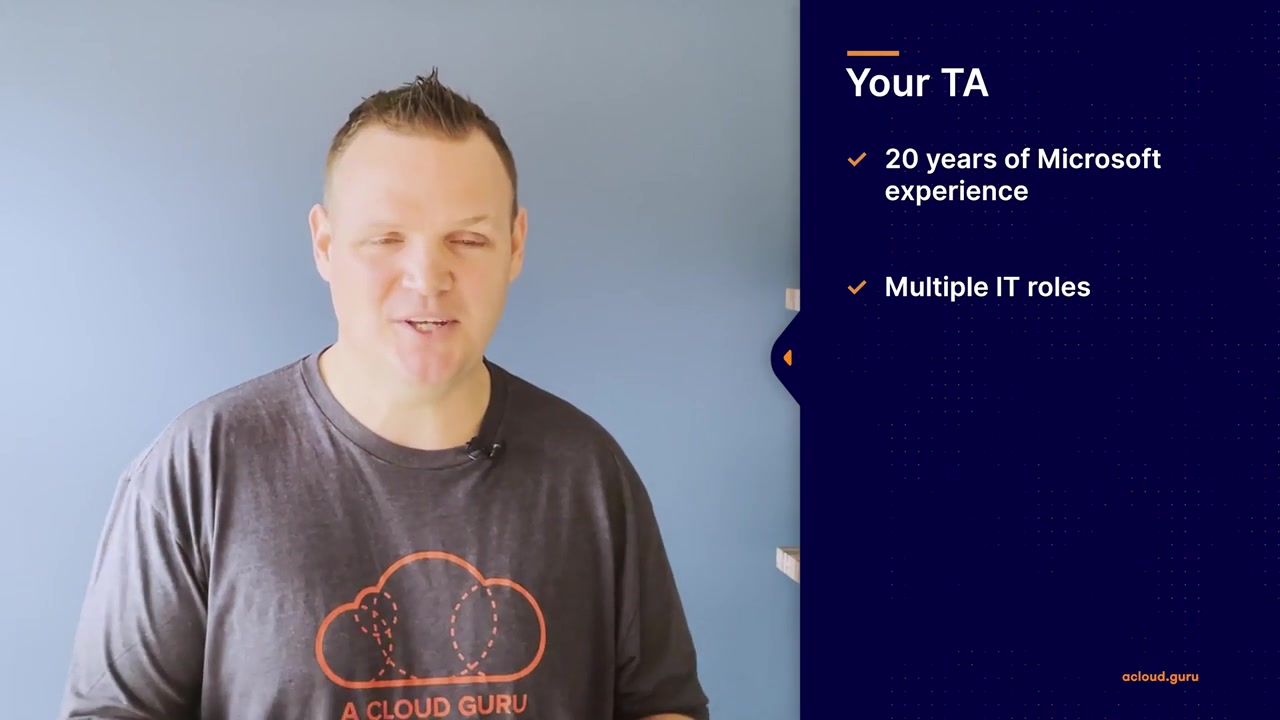 Your TA
20 years of Microsoft
experience
Multiple IT roles
A CLOUD GURU
acloud.guru